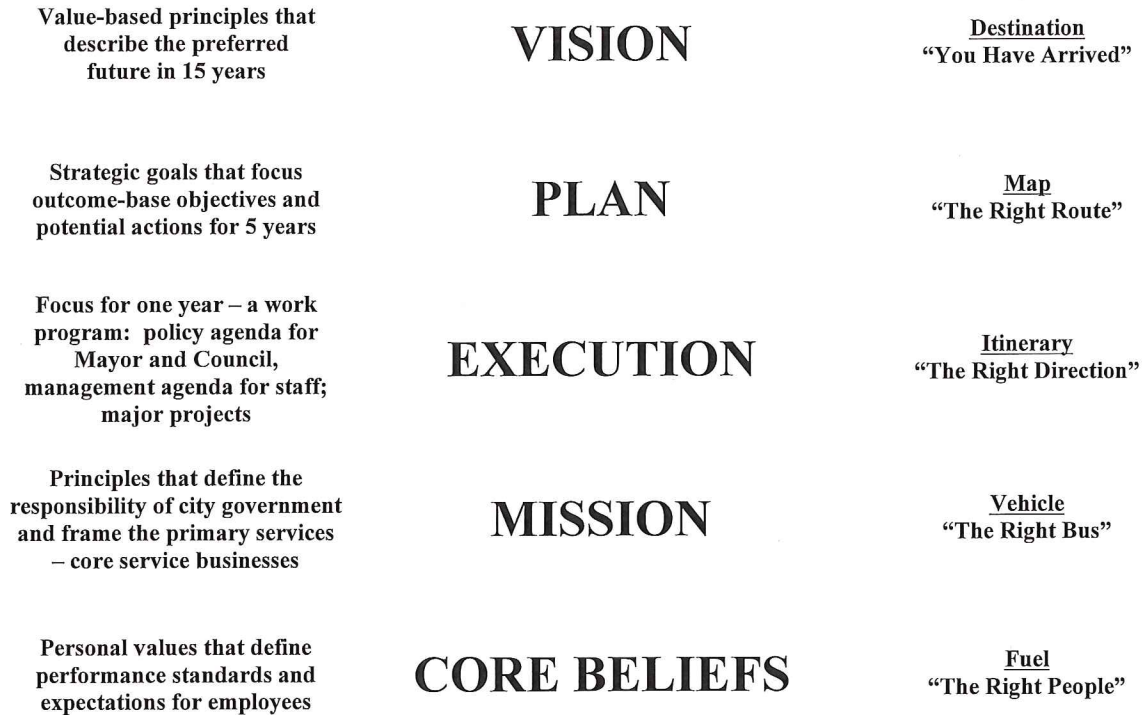 Value-based principles that
describe the preferred
future in 15 years
VISION
Destination
“You Have Arrived”
Strategic goals that focus
outcome-base objectives and
potential actions for 5 years
PLAN
Map
“The Right Route”
Focus for one year – a work
program: policy agenda for
Mayor and Council,
management agenda for staff;
major projects
EXECUTION
Itinerary
“The Right Direction”
Principles that define the
responsibility of city government
and frame the primary services
– core service businesses
MISSION
Vehicle
“The Right Bus”
Personal values that define
performance standards and
expectations for employees
CORE BELIEFS
Fuel
“The Right People”